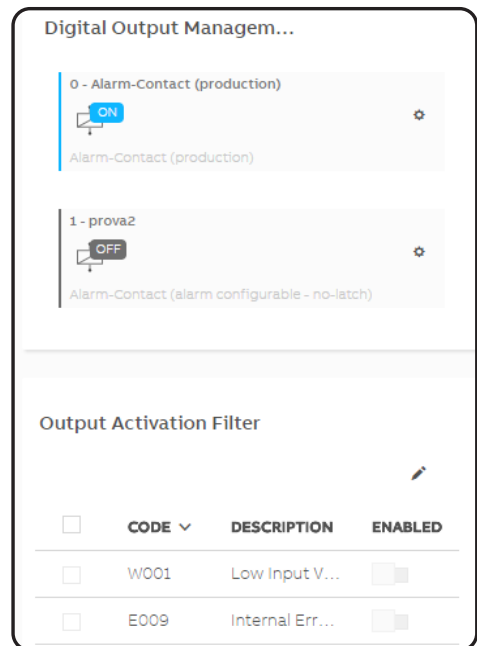 Digital Output Managem...
0 - Alarm-Contact (production)
ON
Alarm-Contact (production)
1 - prova2
OFF
Alarm-Contact (alarm configurable - no-latch)
Output Activation Filter
CODE DESCRIPTION ENABLED
W001 Low Input V...
E009 Internal Err...